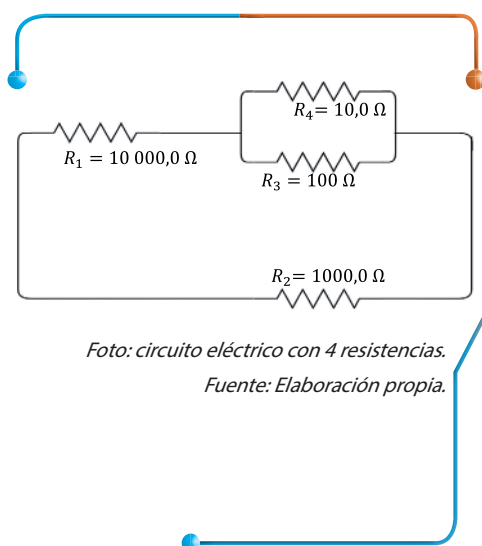 R₄= 10,0 Ω
R₁ = 10 000,0 Ω
R₃ = 100 Ω
R₂= 1000,0 Ω
Foto: circuito eléctrico con 4 resistencias.
Fuente: Elaboración propia.